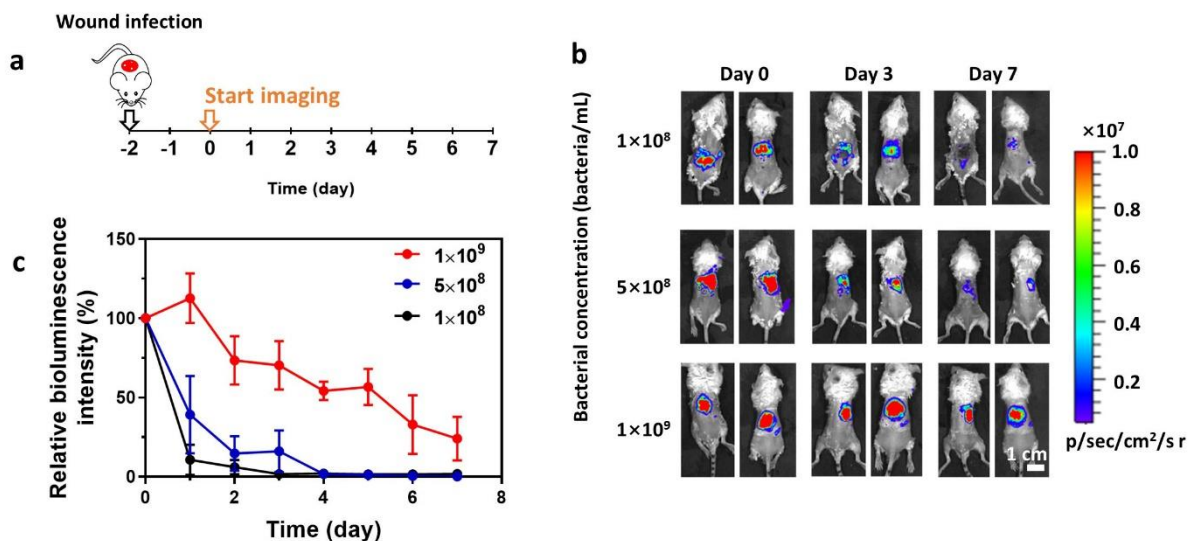 Wound infection
a
Start imaging
-2 -1 0 1 2 3 4 5 6 7
Time (day)
b
Day 0 Day 3 Day 7
Bacterial concentration (bacteria/mL)
1×10⁸
5×10⁸
1×10⁹
1 cm
×10⁷
1.0
0.8
0.6
0.4
0.2
p/sec/cm²/s r
c
Relative bioluminescence
intensity (%)
150
100
50
0
1×10⁹
5×10⁸
1×10⁸
0 2 4 6 8
Time (day)